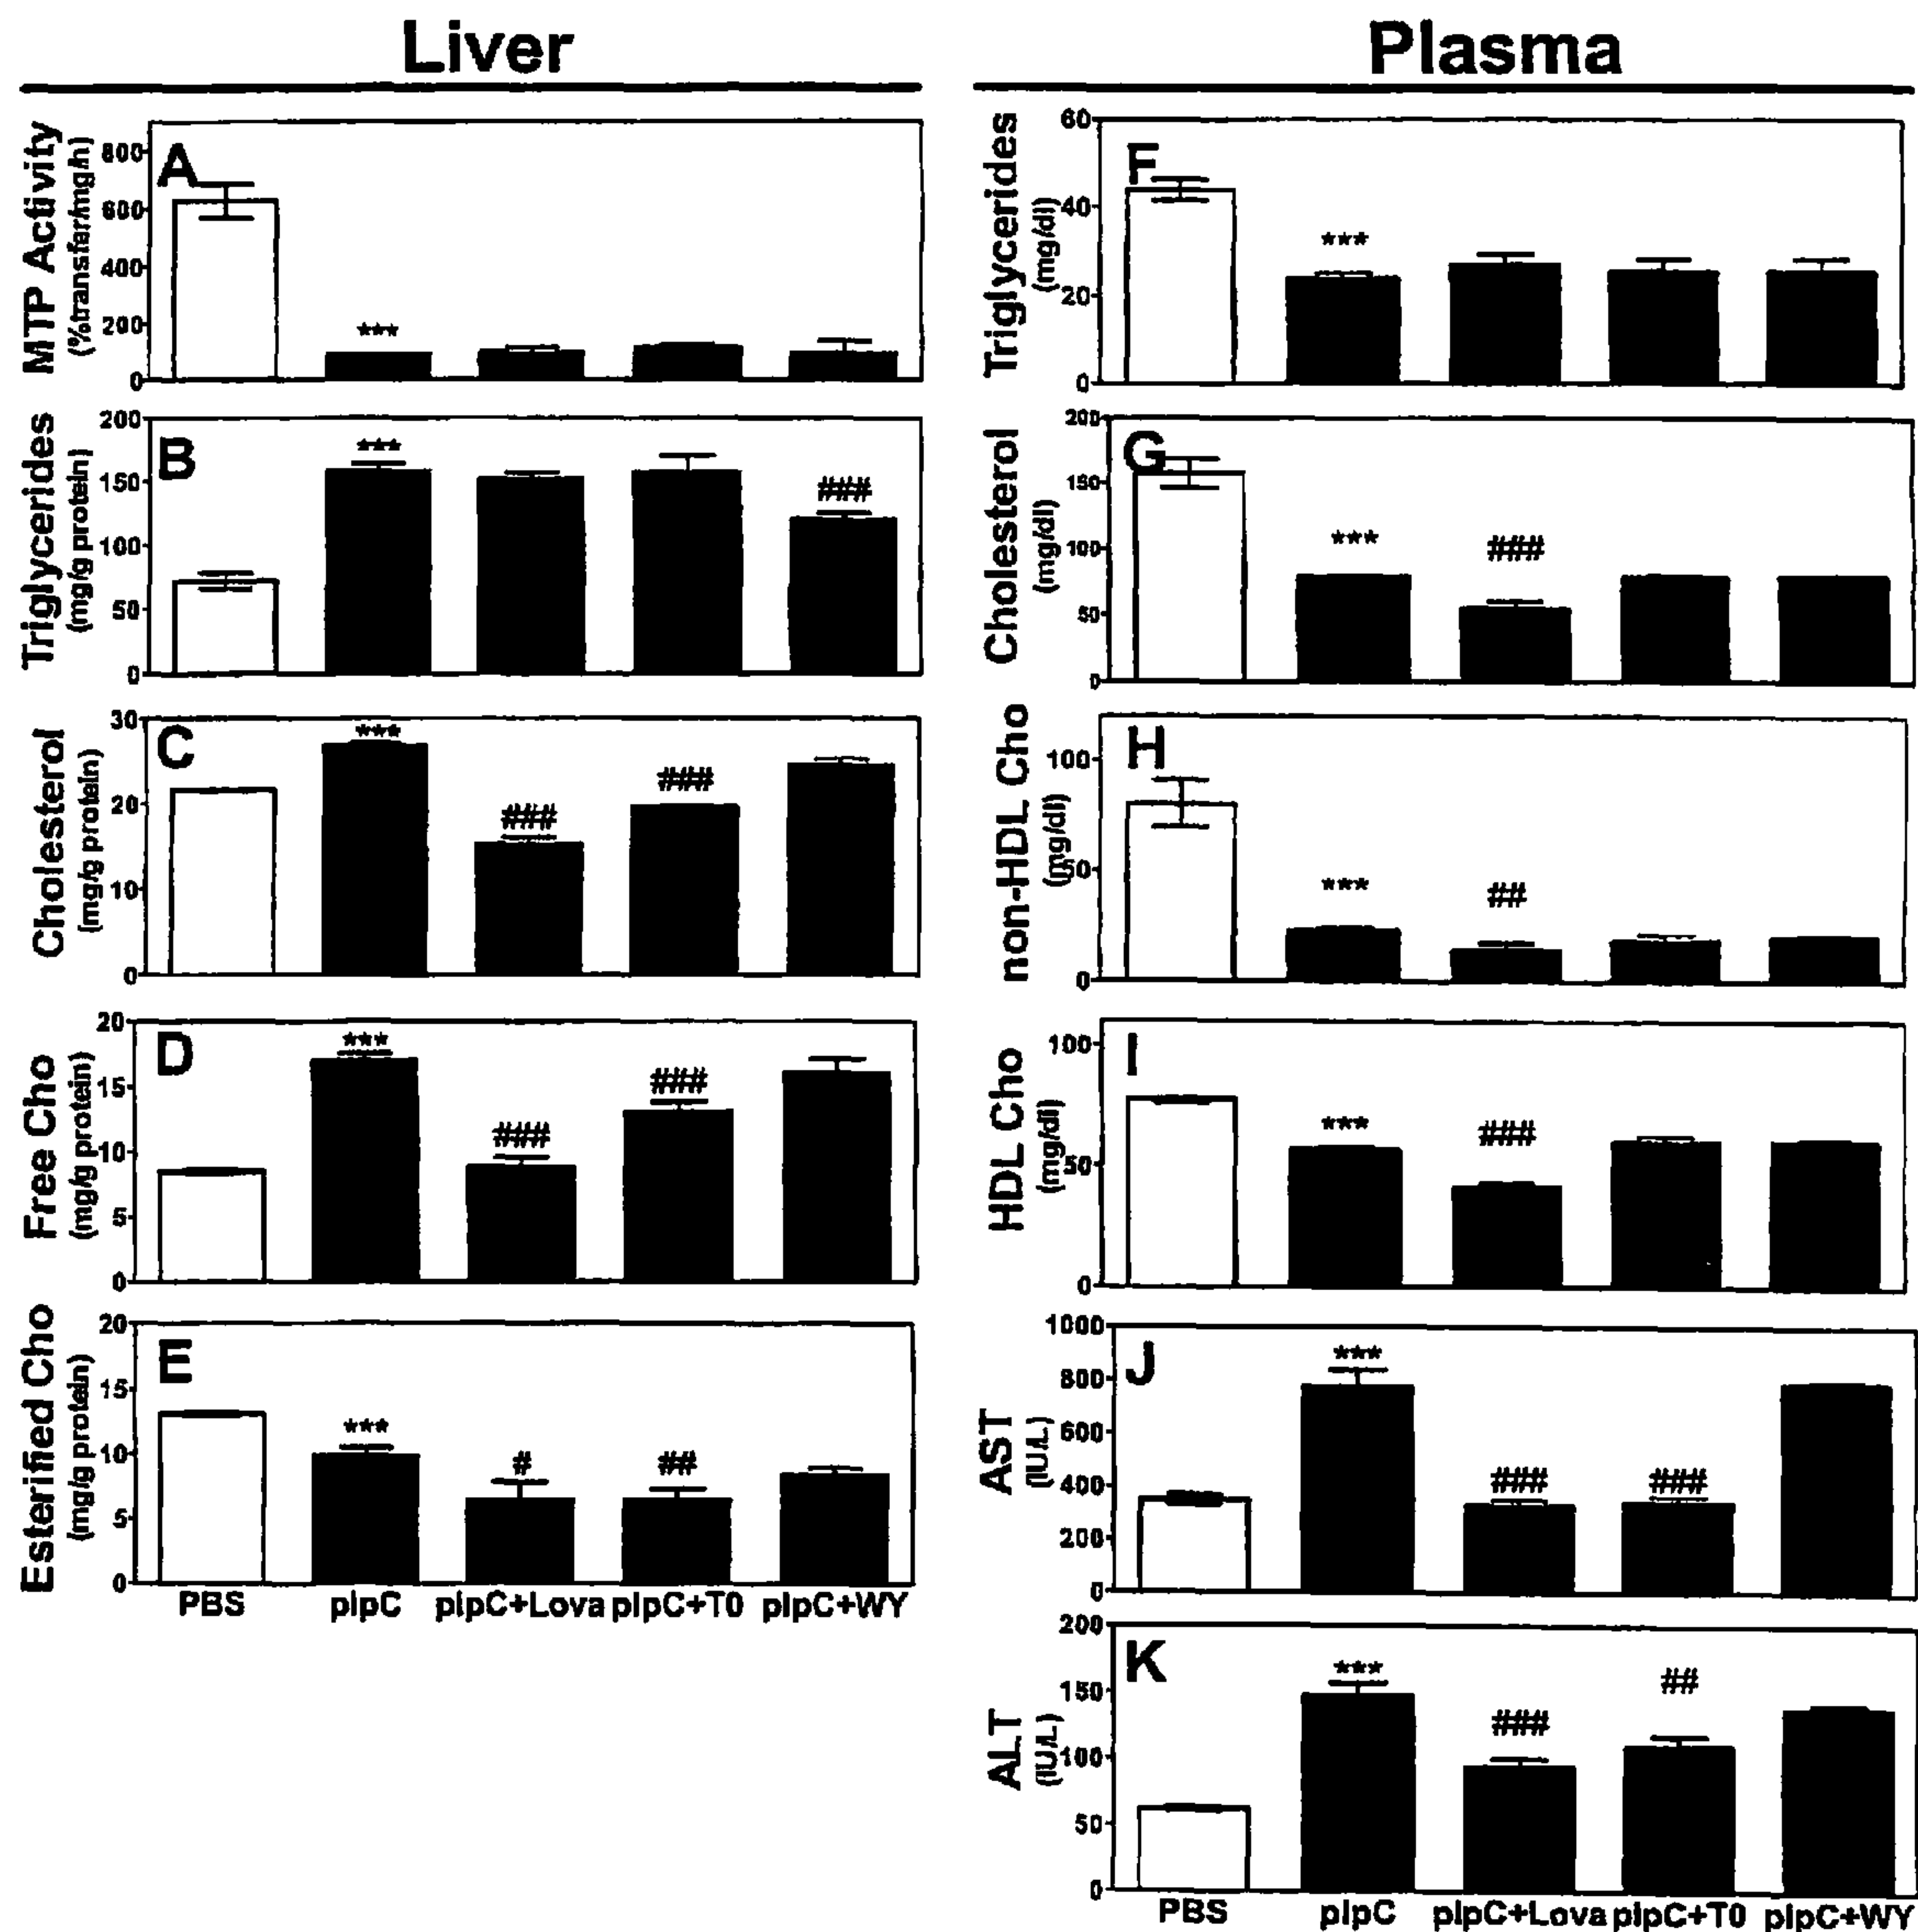 Liver
MTP Activity
(%transfer/mg/h)
800
600
400
200
0
A
***
Triglycerides
(mg/g protein)
200
150
100
50
0
B
***
###
Cholesterol
(mg/g protein)
30
20
10
0
C
***
###
###
Free Cho
(mg/g protein)
20
15
10
5
0
D
***
###
###
Esterified Cho
(mg/g protein)
20
15
10
5
0
E
***
#
##
PBS pIpC pIpC+Lova pIpC+T0 pIpC+WY
Plasma
Triglycerides
(mg/dl)
60
40
20
0
F
***
Cholesterol
(mg/dl)
200
150
100
50
0
G
***
###
non-HDL Cho
(mg/dl)
100
50
0
H
***
##
HDL Cho
(mg/dl)
100
50
0
I
***
###
AST
(IU/L)
1000
800
600
400
200
0
J
***
###
###
ALT
(IU/L)
200
150
100
50
0
K
***
###
##
PBS pIpC pIpC+Lova pIpC+T0 pIpC+WY